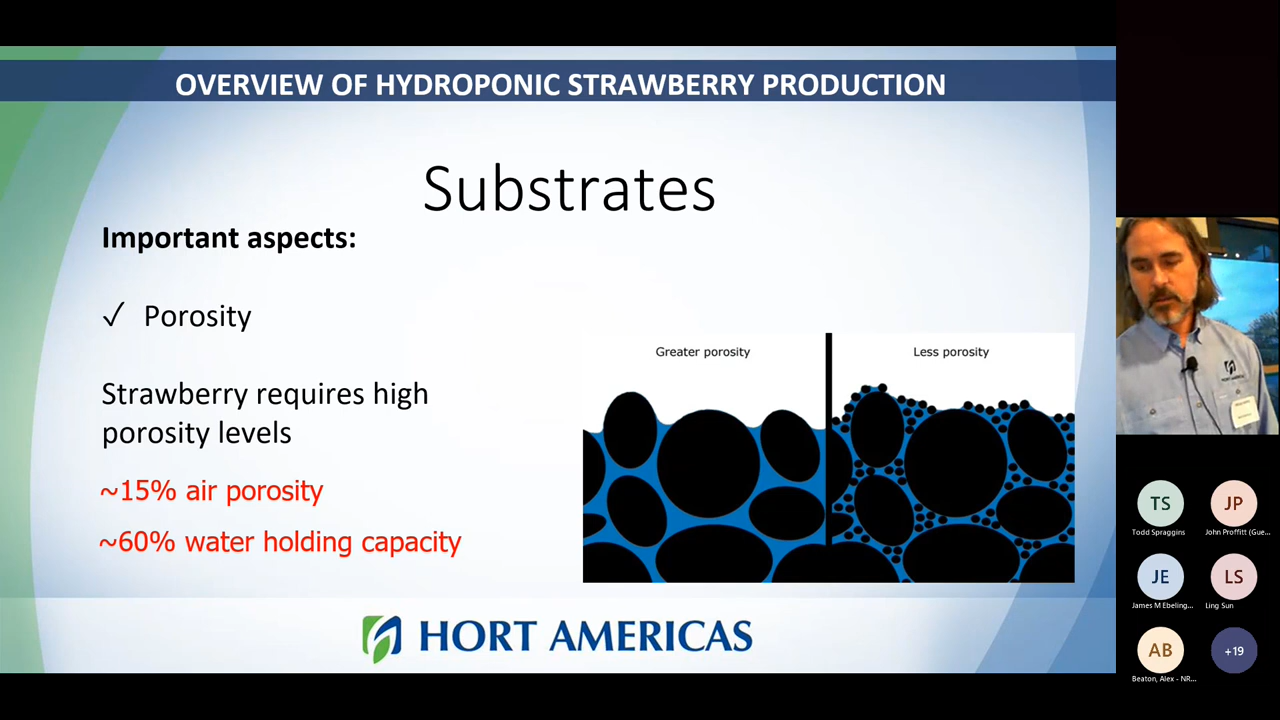 OVERVIEW OF HYDROPONIC STRAWBERRY PRODUCTION
Substrates
Important aspects:
✓ Porosity
Strawberry requires high
porosity levels
~15% air porosity
~60% water holding capacity
Greater porosity
Less porosity
HORT AMERICAS
HORT AMERICAS
TS
Todd Spraggins
JP
John Proffitt (Gue...
JE
James M Ebeling...
LS
Ling Sun
AB
Beaton, Alex - NR...
+19